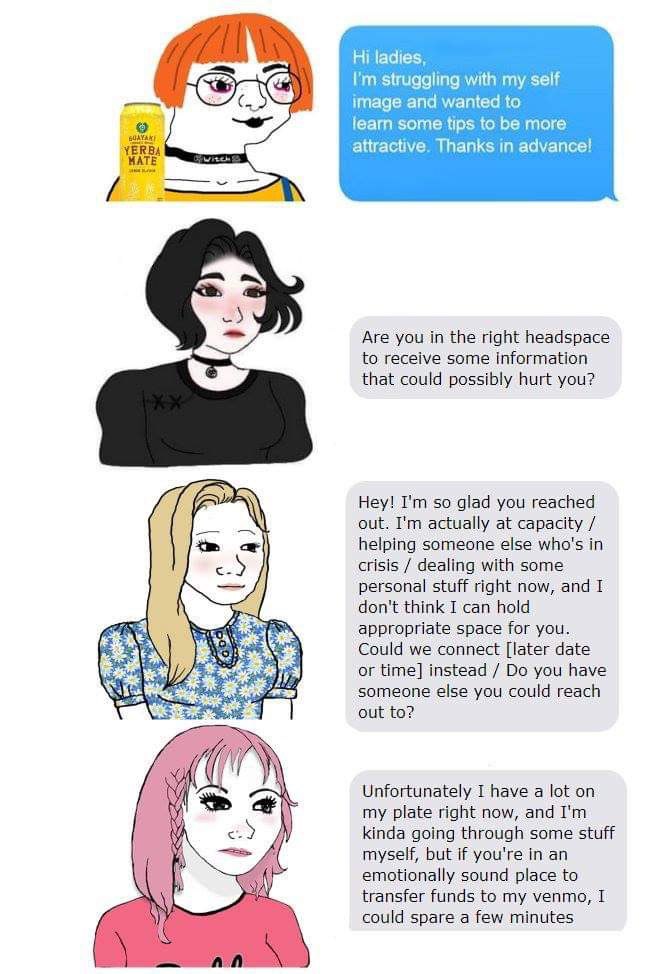 Hi ladies,
I'm struggling with my self
image and wanted to
learn some tips to be more
attractive. Thanks in advance!
GUAYAKI
YERBA
MATE
Witch
Are you in the right headspace
to receive some information
that could possibly hurt you?
Hey! I'm so glad you reached
out. I'm actually at capacity /
helping someone else who's in
crisis / dealing with some
personal stuff right now, and I
don't think I can hold
appropriate space for you.
Could we connect [later date
or time] instead / Do you have
someone else you could reach
out to?
Unfortunately I have a lot on
my plate right now, and I'm
kinda going through some stuff
myself, but if you're in an
emotionally sound place to
transfer funds to my venmo, I
could spare a few minutes